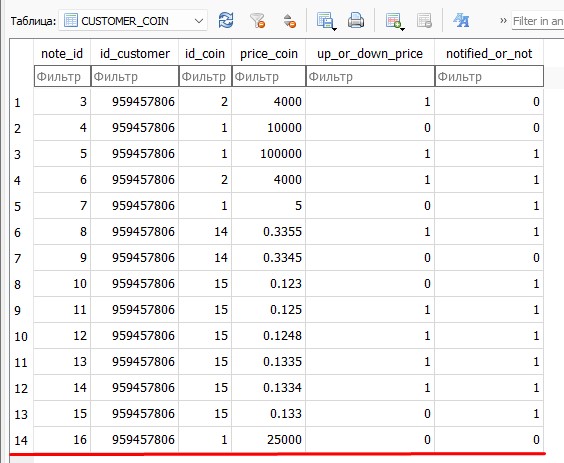 Таблица: CUSTOMER_COIN Filter in an
note_id id_customer id_coin price_coin up_or_down_price notified_or_not
Фильтр Фильтр Фильтр Фильтр Фильтр Фильтр
1 3 959457806 2 4000 1 0
2 4 959457806 1 10000 0 0
3 5 959457806 1 100000 1 1
4 6 959457806 2 4000 1 1
5 7 959457806 1 5 0 1
6 8 959457806 14 0.3355 1 1
7 9 959457806 14 0.3345 0 0
8 10 959457806 15 0.123 0 1
9 11 959457806 15 0.125 1 1
10 12 959457806 15 0.1248 1 1
11 13 959457806 15 0.1335 1 1
12 14 959457806 15 0.1334 1 1
13 15 959457806 15 0.133 0 1
14 16 959457806 1 25000 0 0